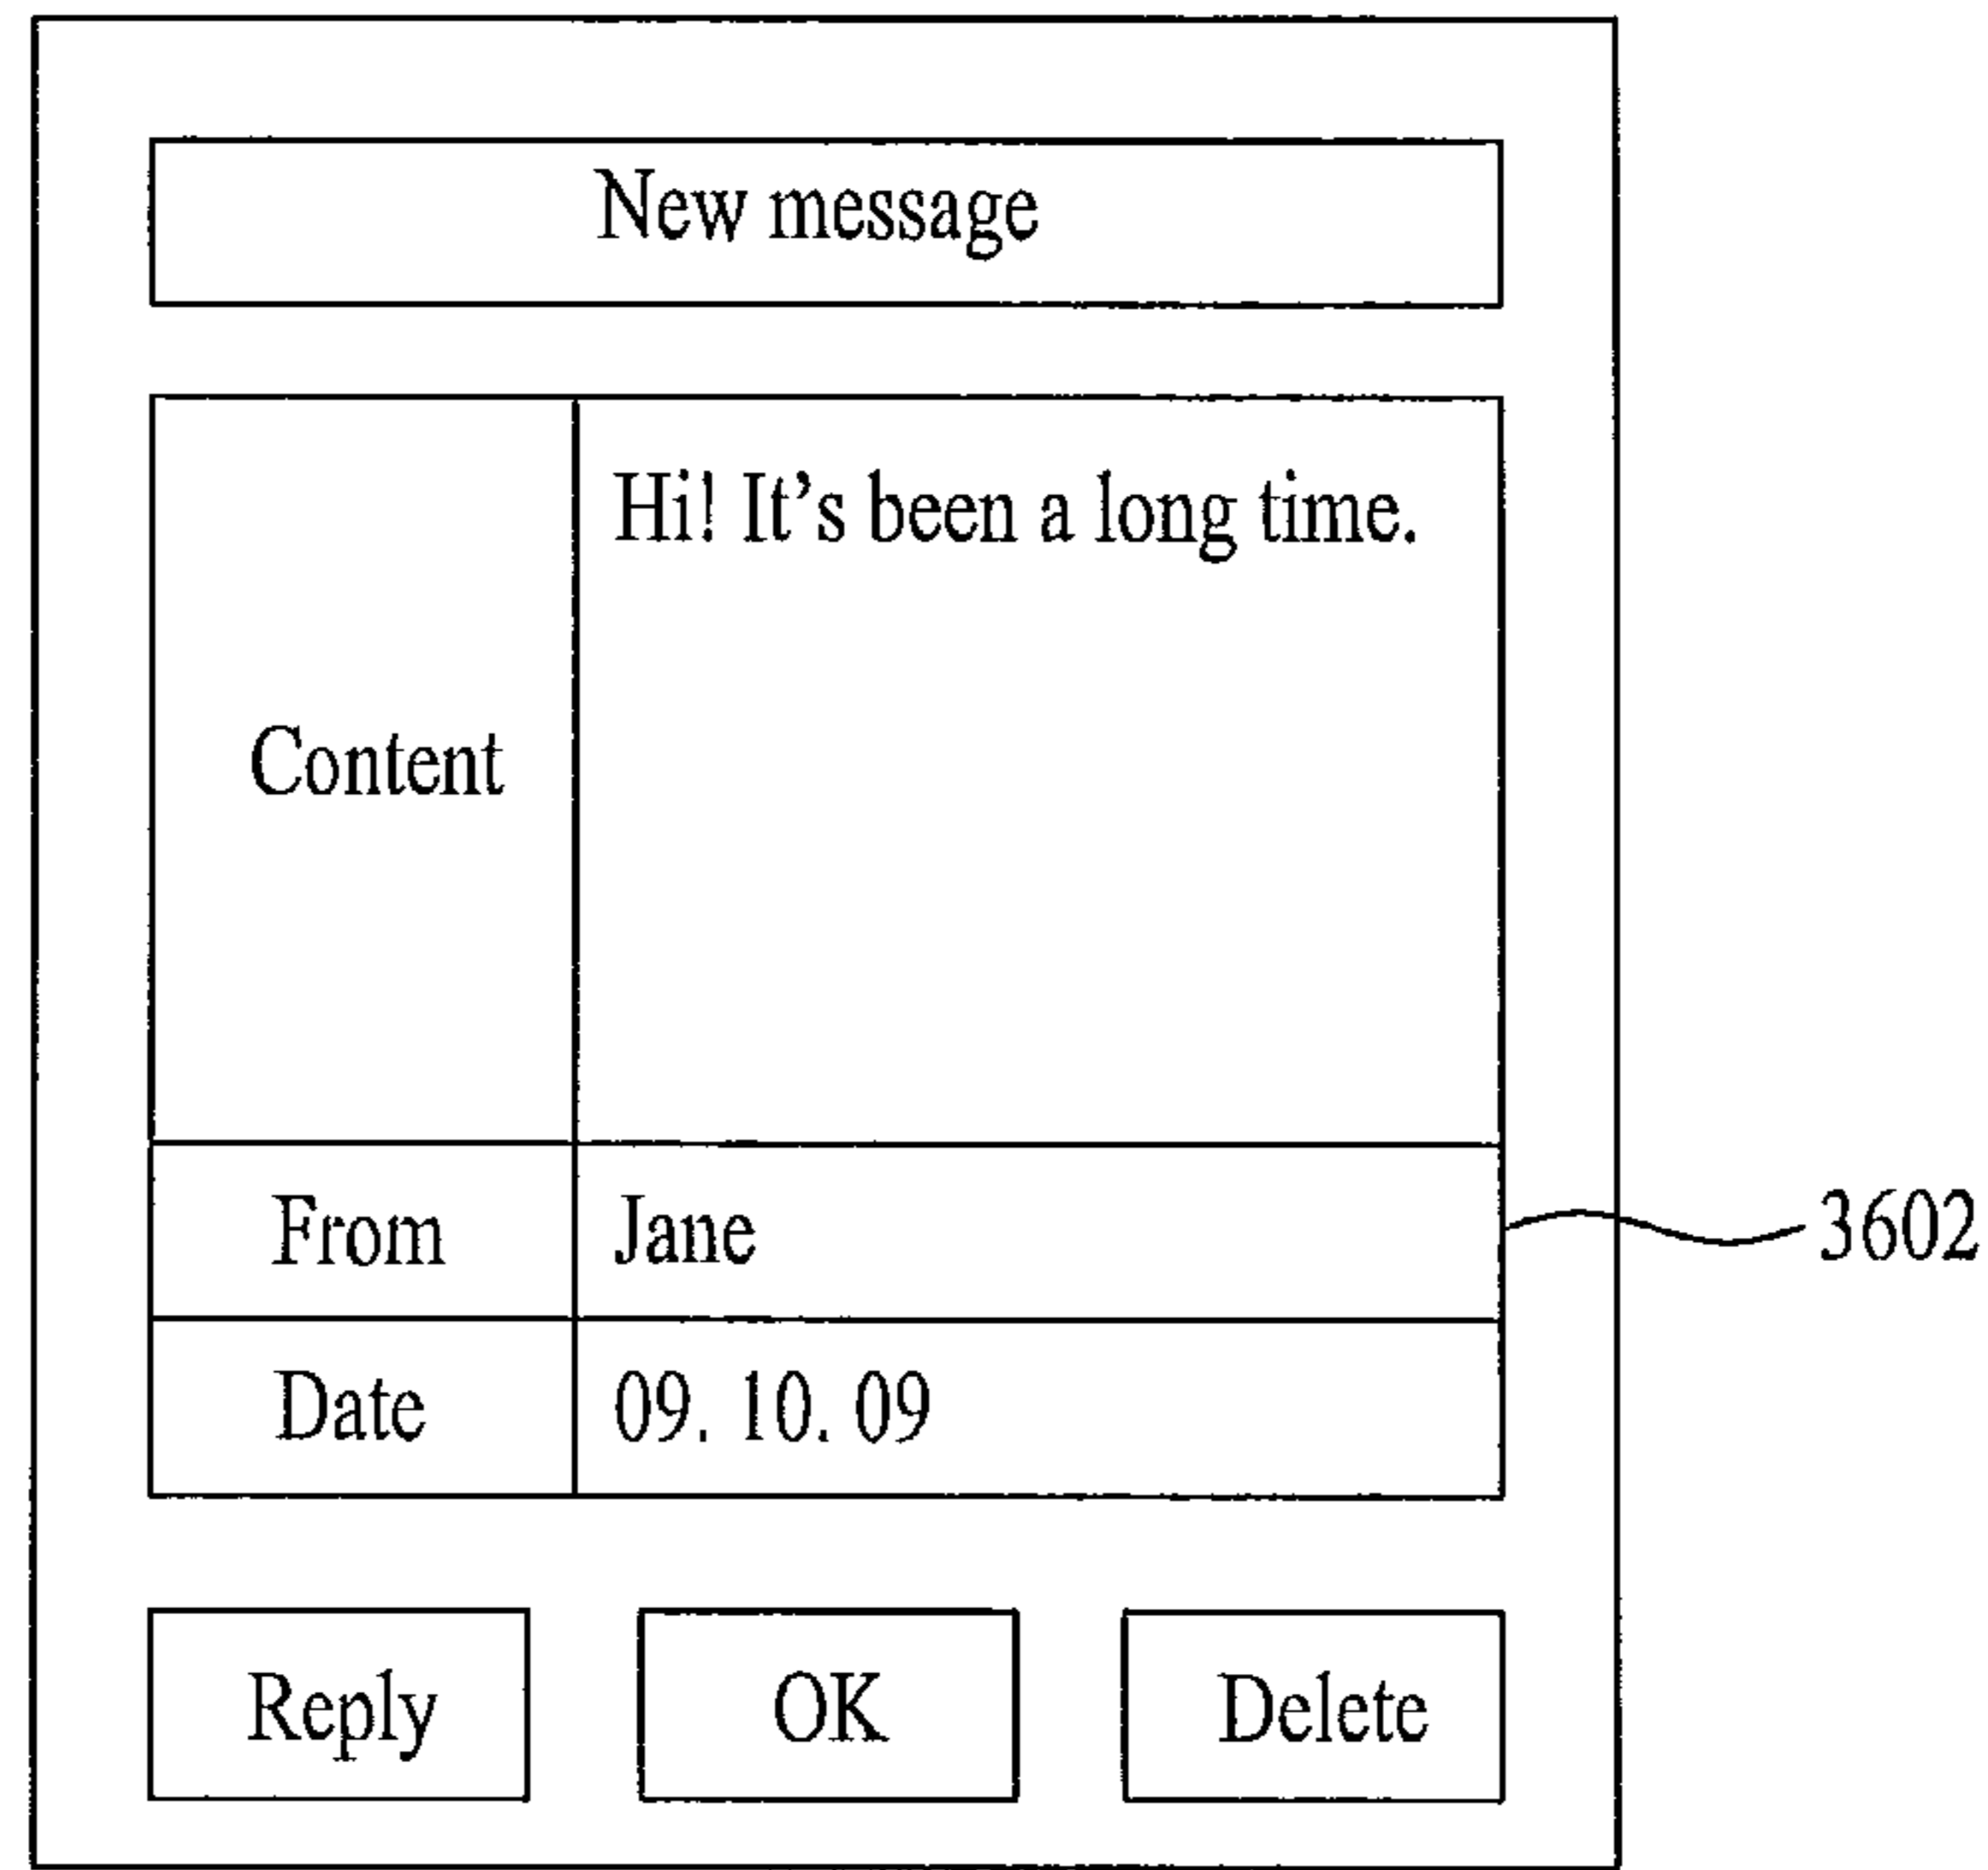 New message
Hi! It's been a long time.
Content
From Jane
3602
Date 09. 10. 09
Reply OK Delete